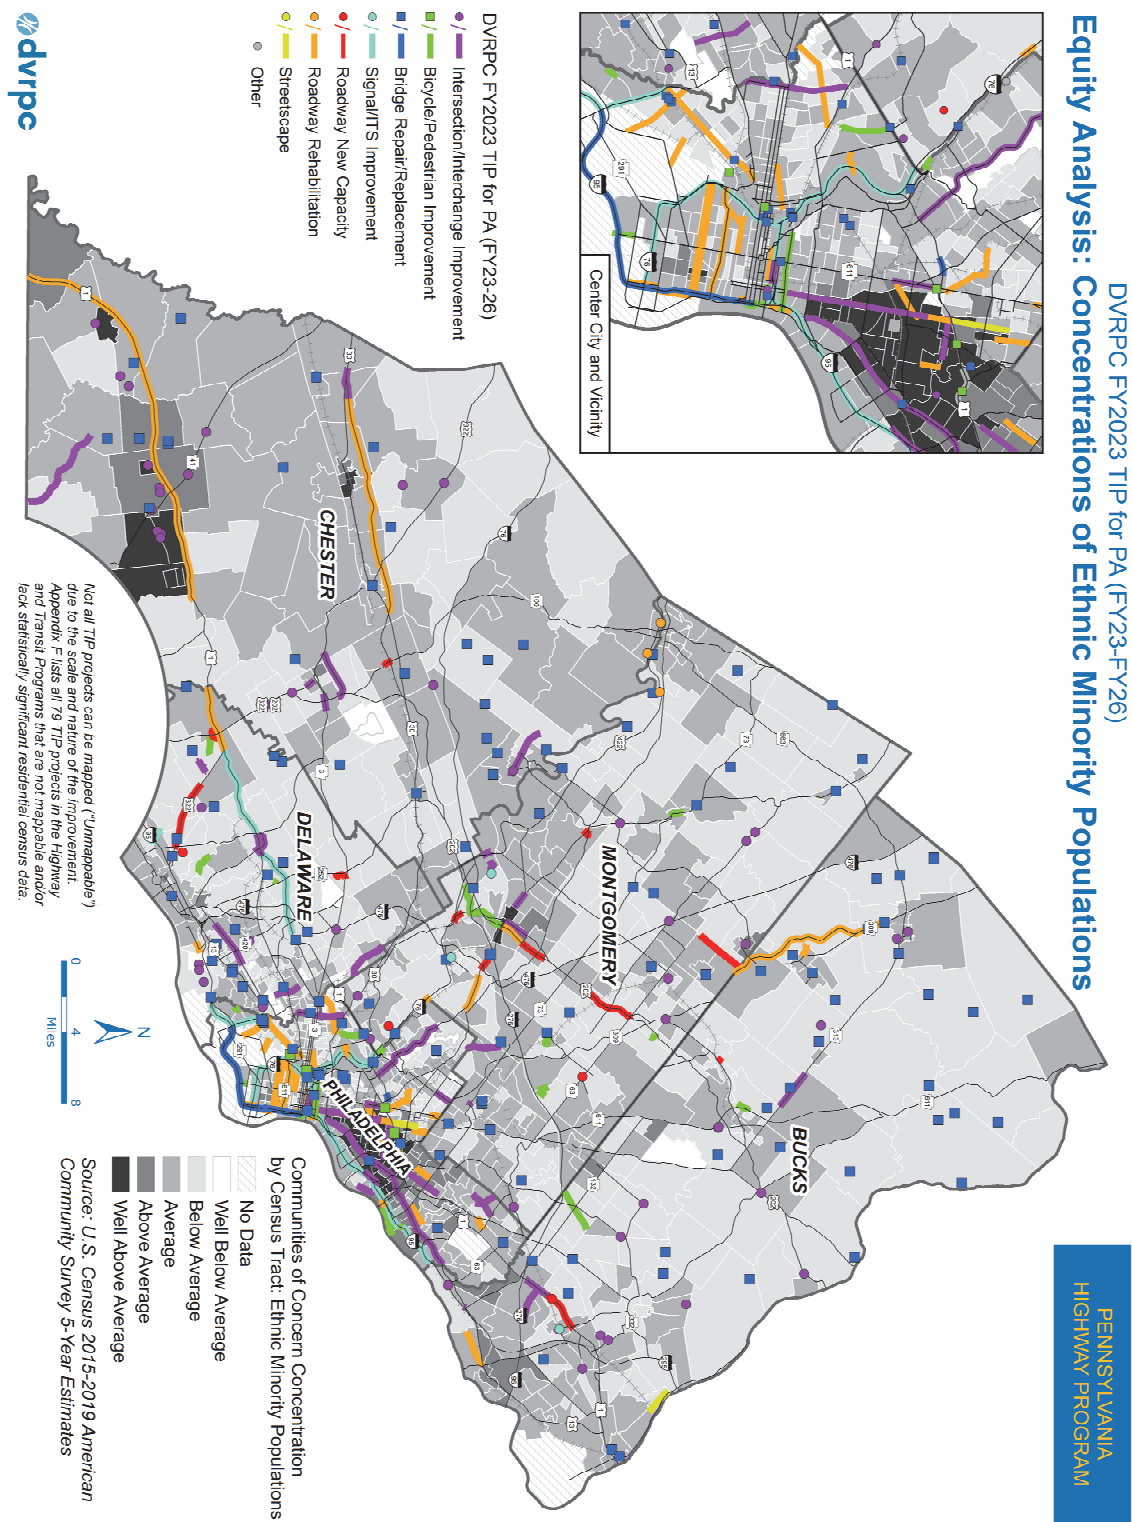 DVRPC FY2023 TIP for PA (FY23-FY26)
Equity Analysis: Concentrations of Ethnic Minority Populations
PENNSYLVANIA
HIGHWAY PROGRAM
Center City and Vicinity
DVRPC FY2023 TIP for PA (FY23-26)
Intersection/Interchange Improvement
Bicycle/Pedestrian Improvement
Bridge Repair/Replacement
Signal/ITS Improvement
Roadway New Capacity
Roadway Rehabilitation
Streetscape
Other
dvrpc
CHESTER
DELAWARE
MONTGOMERY
PHILADELPHIA
BUCKS
Not all TIP projects can be mapped ("Unmappable")
due to the scale and nature of the improvement.
Appendix F lists all 79 TIP projects in the Highway
and Transit Programs that are not mappable and/or
lack statistically significant residential census data.
N
0 4 8
Miles
Communities of Concern Concentration
by Census Tract: Ethnic Minority Populations
No Data
Well Below Average
Below Average
Average
Above Average
Well Above Average
Source: U.S. Census 2015-2019 American
Community Survey 5-Year Estimates